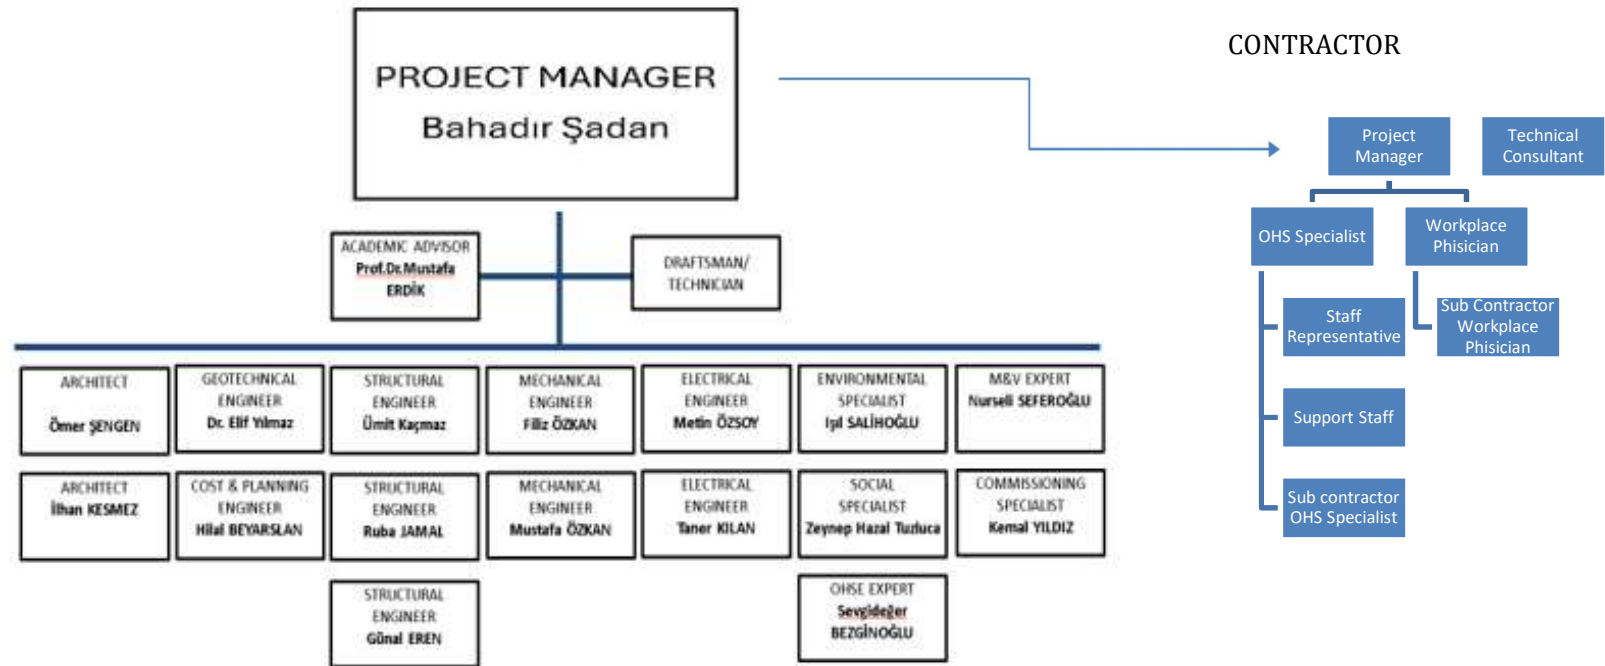 PROJECT MANAGER
Bahadır Şadan
CONTRACTOR
Project
Manager
Technical
Consultant
OHS Specialist
Workplace
Phisician
Staff
Representative
Sub Contractor
Workplace
Phisician
Support Staff
Sub contractor
OHS Specialist
ACADEMIC ADVISOR
Prof.Dr.Mustafa
ERDİK
DRAFTSMAN/
TECHNICIAN
ARCHITECT
Ömer ŞENGEN
GEOTECHNICAL
ENGINEER
Dr. Elif Yılmaz
STRUCTURAL
ENGINEER
Ümit Kaçmaz
MECHANICAL
ENGINEER
Filiz ÖZKAN
ELECTRICAL
ENGINEER
Metin ÖZSOY
ENVIRONMENTAL
SPECIALIST
Işıl SALİHOĞLU
M&V EXPERT
Nurseli SEFEROĞLU
ARCHITECT
İlhan KESMEZ
COST & PLANNING
ENGINEER
Hilal BEYARSLAN
STRUCTURAL
ENGINEER
Ruba JAMAL
MECHANICAL
ENGINEER
Mustafa ÖZKAN
ELECTRICAL
ENGINEER
Taner KILAN
SOCIAL
SPECIALIST
Zeynep Hazal Tuzluca
COMMISSIONING
SPECIALIST
Kemal YILDIZ
STRUCTURAL
ENGINEER
Günal EREN
OHSE EXPERT
Sevgideğer
BEZGİNOĞLU